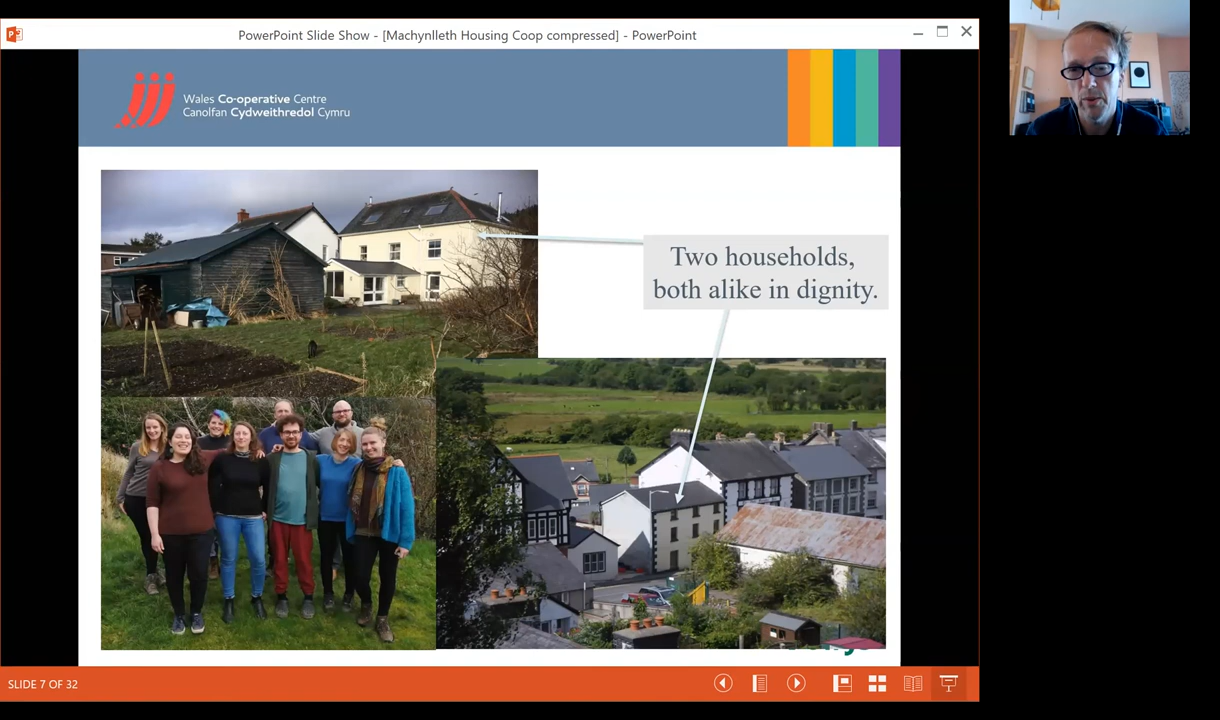 PowerPoint Slide Show - [Machynlleth Housing Coop compressed] - PowerPoint
Wales Co-operative Centre
Canolfan Cydweithredol Cymru
Two households,
both alike in dignity.
SLIDE 7 OF 32